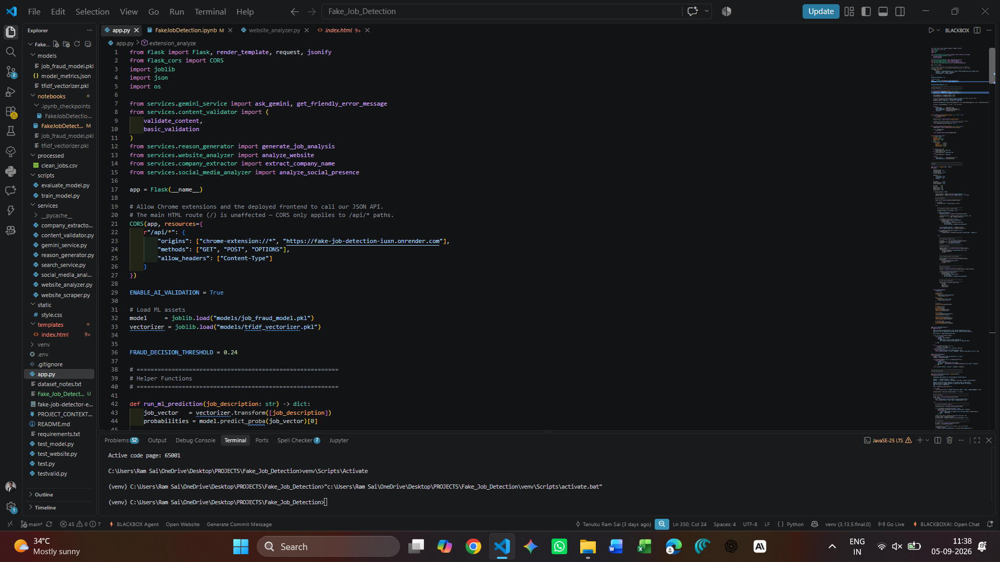 File Edit Selection View Go Run Terminal Help
Fake_Job_Detection
Update
Explorer
Fake...
models
job_fraud_model.pkl
model_metrics.json
tfidf_vectorizer.pkl
notebooks
.ipynb_checkpoints
FakeJobDetectio...
FakeJobDetect... M
job_fraud_model.pkl
tfidf_vectorizer.pkl
processed
clean_jobs.csv
scripts
evaluate_model.py
train_model.py
services
__pycache__
company_extracto...
content_validator.py
gemini_service.py
reason_generator.py
search_service.py
social_media_anal...
website_analyzer.py
website_scraper.py
static
style.css
templates
index.html 9+
venv
.env
.gitignore
app.py
dataset_notes.txt
Fake_Job_Detect... U
fake-job-detector-e...
PROJECT_CONTEXT...
README.md
requirements.txt
test_model.py
test_website.py
test.py
testvalid.py
Outline
Timeline
2
1
app.py FakeJobDetection.ipynb M website_analyzer.py index.html 9+
BLACKBOX
app.py > extension_analyze
1 from flask import Flask, render_template, request, jsonify
2 from flask_cors import CORS
3 import joblib
4 import json
5 import os
6
7 from services.gemini_service import ask_gemini, get_friendly_error_message
8 from services.content_validator import (
9 validate_content,
10 basic_validation
11 )
12 from services.reason_generator import generate_job_analysis
13 from services.website_analyzer import analyze_website
14 from services.company_extractor import extract_company_name
15 from services.social_media_analyzer import analyze_social_presence
16
17 app = Flask(__name__)
18
19 # Allow Chrome extensions and the deployed frontend to call our JSON API.
20 # The main HTML route (/) is unaffected — CORS only applies to /api/* paths.
21 CORS(app, resources={
22 r"/api/*": {
23 "origins": ["chrome-extension://*", "https://fake-job-detection-iuxn.onrender.com"],
24 "methods": ["GET", "POST", "OPTIONS"],
25 "allow_headers": ["Content-Type"]
26 }
27 })
28
29 ENABLE_AI_VALIDATION = True
30
31 # Load ML assets
32 model = joblib.load("models/job_fraud_model.pkl")
33 vectorizer = joblib.load("models/tfidf_vectorizer.pkl")
34
35
36 FRAUD_DECISION_THRESHOLD = 0.24
37
38 # ==========================================================
39 # Helper Functions
40 # ==========================================================
41
42 def run_ml_prediction(job_description: str) -> dict:
43 job_vector = vectorizer.transform([job_description])
44 probabilities = model.predict_proba(job_vector)[0]
45
Problems 52 Output Debug Console Terminal Ports Spell Checker 7 Jupyter
JavaSE-25 LTS
Active code page: 65001
C:\Users\Ram Sai\OneDrive\Desktop\PROJECTS\Fake_Job_Detection>venv\Scripts\Activate
(venv) C:\Users\Ram Sai\OneDrive\Desktop\PROJECTS\Fake_Job_Detection>"c:\Users\Ram Sai\OneDrive\Desktop\PROJECTS\Fake_Job_Detection\venv\Scripts\activate.bat"
(venv) C:\Users\Ram Sai\OneDrive\Desktop\PROJECTS\Fake_Job_Detection>
main* 45 0 7 BLACKBOX Agent Open Website Generate Commit Message
Tanuku Ram Sai (3 days ago) Ln 350, Col 24 Spaces: 4 UTF-8 LF { } Python venv (3.13.5.final.0) Go Live BLACKBOXAI: Open Chat
34°C
Mostly sunny
Search
ENG
IN
11:38
05-09-2026